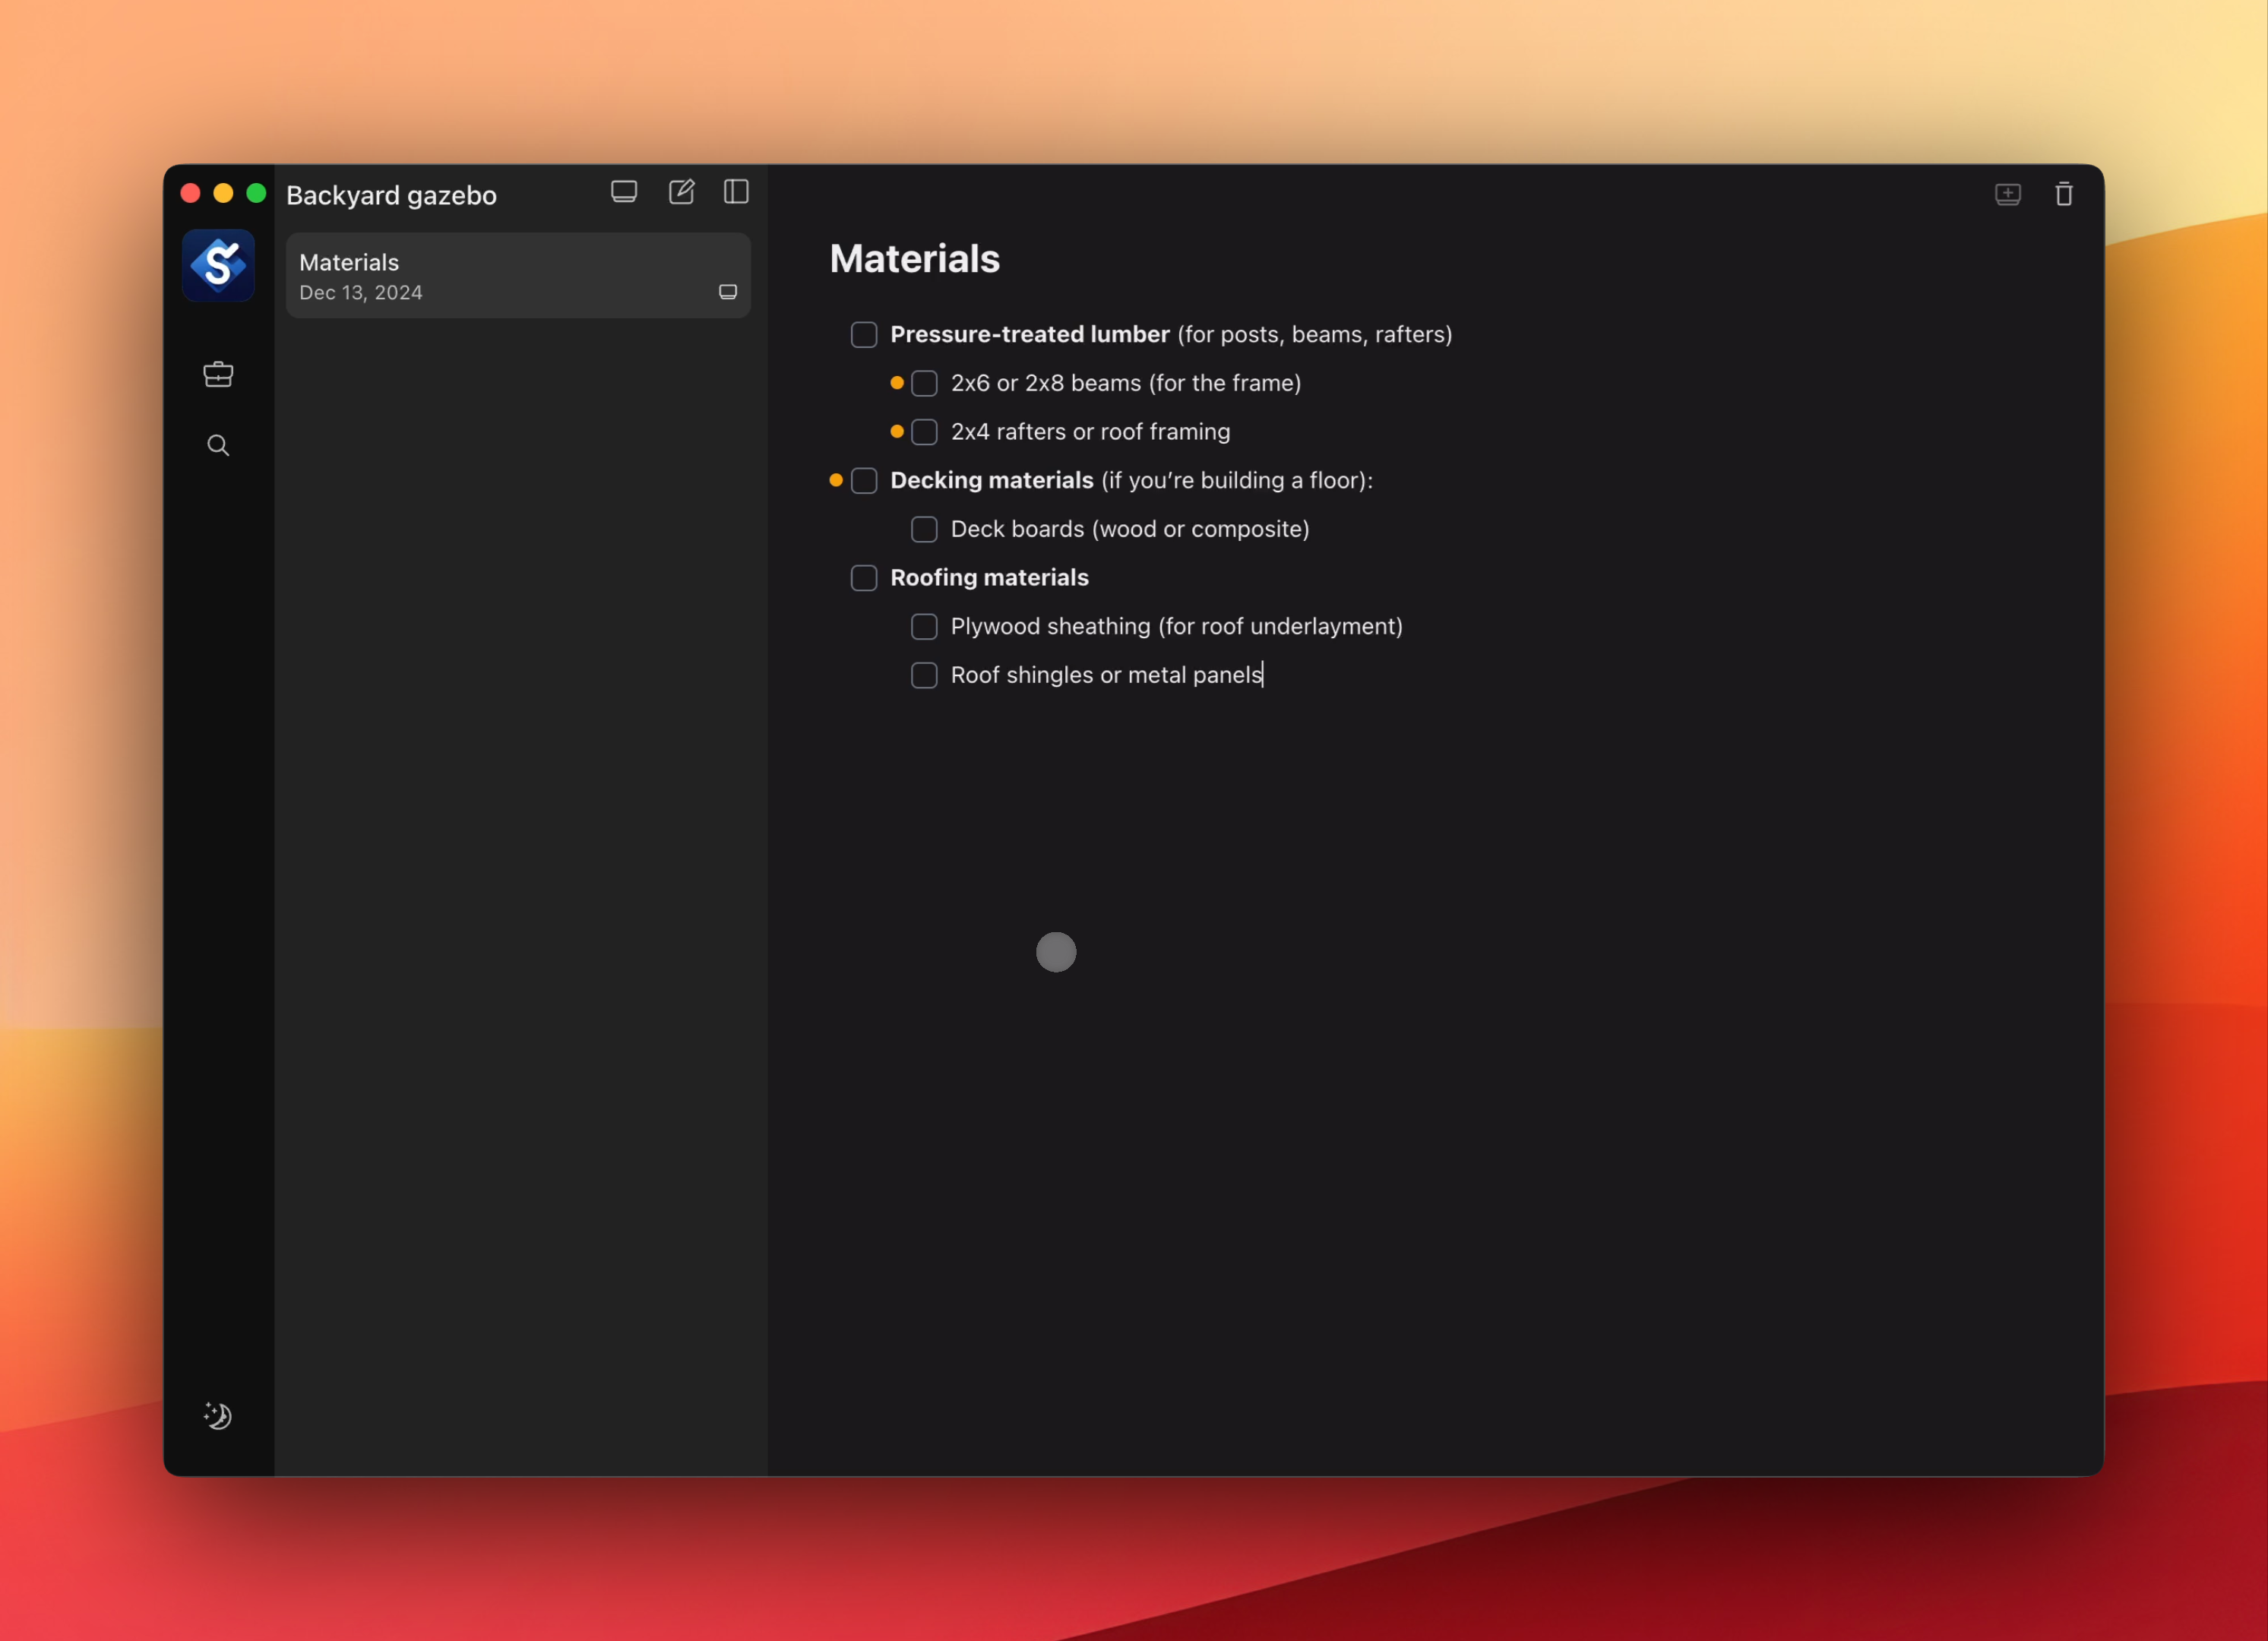 Backyard gazebo
Materials
Dec 13, 2024
Materials
Pressure-treated lumber (for posts, beams, rafters)
2x6 or 2x8 beams (for the frame)
2x4 rafters or roof framing
Decking materials (if you’re building a floor):
Deck boards (wood or composite)
Roofing materials
Plywood sheathing (for roof underlayment)
Roof shingles or metal panels